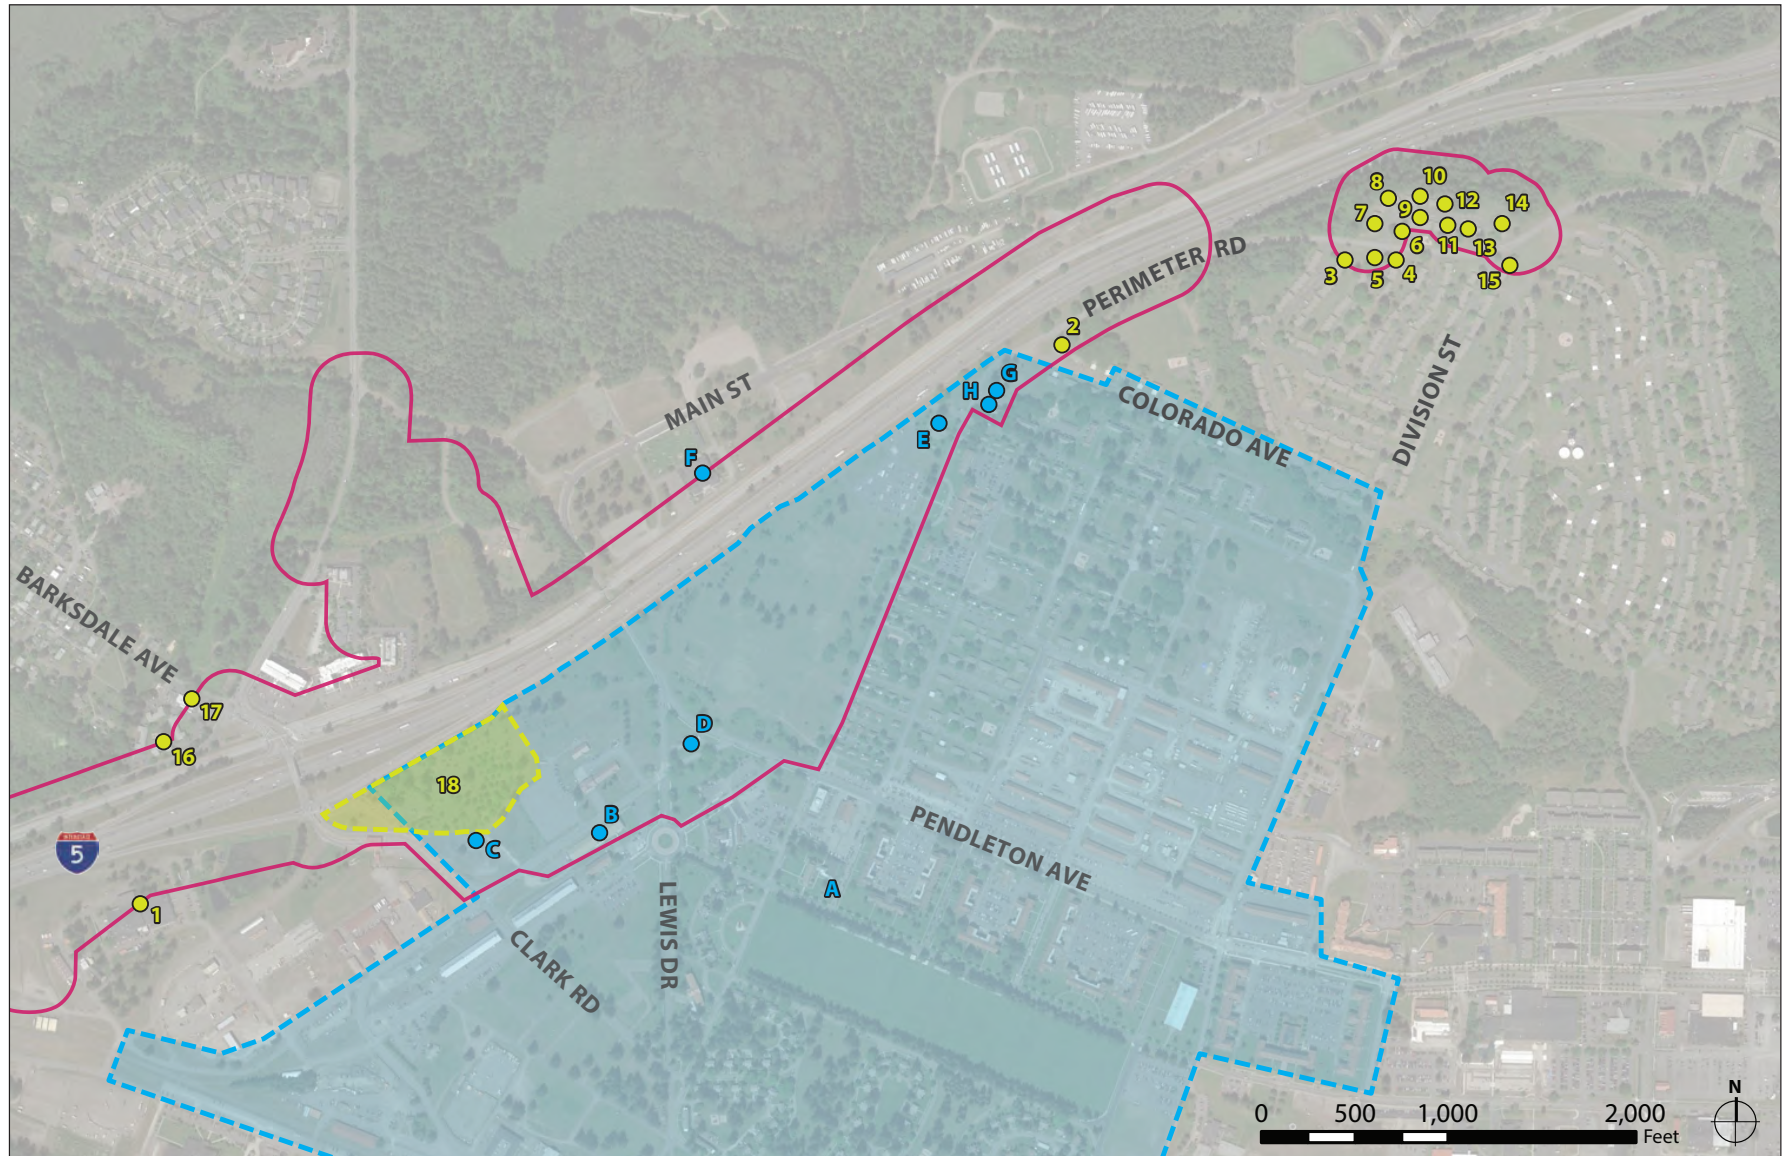 8
10
12
14
7
9
6
11
13
3
5
4
15
PERIMETER RD
2
G
H
E
COLORADO AVE
DIVISION ST
MAIN ST
F
BARKSDALE AVE
17
16
D
18
B
C
INTERSTATE
5
PENDLETON AVE
A
1
LEWIS DR
CLARK RD
N
0 500 1,000 2,000
Feet